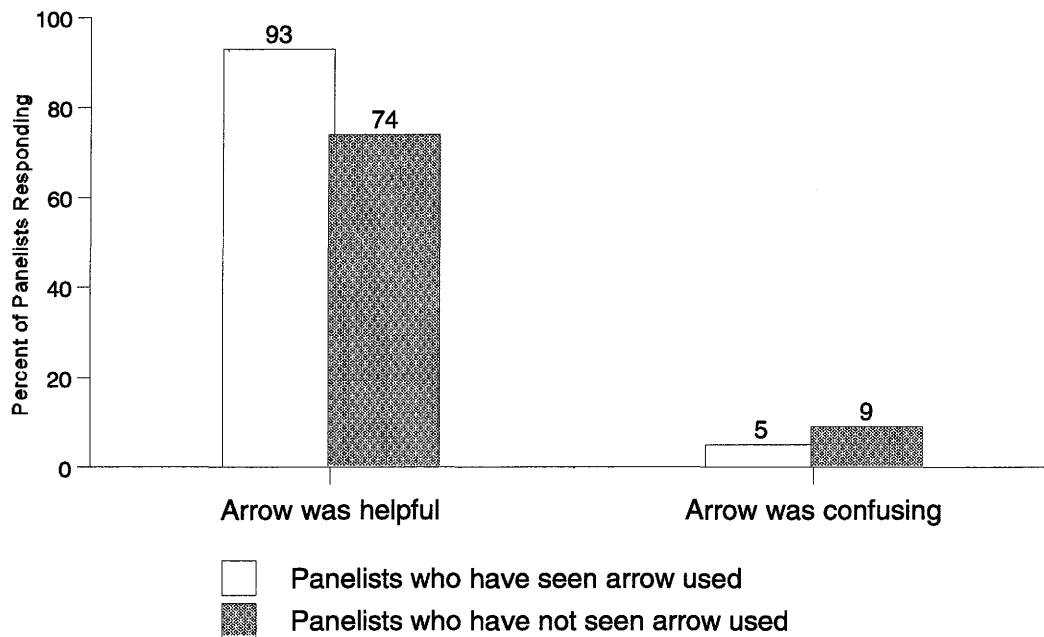 Percent of Panelists Responding
100
80
60
40
20
0
93
74
5
9
Arrow was helpful
Arrow was confusing
Panelists who have seen arrow used
Panelists who have not seen arrow used